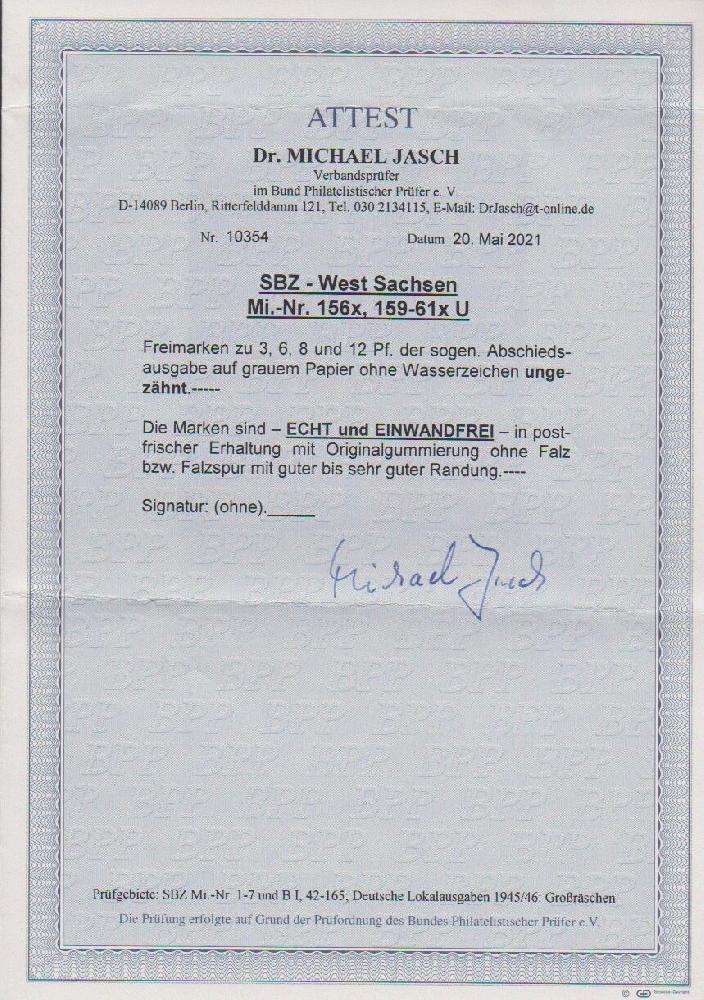 ATTEST
Dr. MICHAEL JASCH
Verbandsprüfer
im Bund Philatelistischer Prüfer e. V.
D-14089 Berlin, Ritterfelddamm 121, Tel. 030 2134115, E-Mail: DrJasch@t-online.de
Nr. 10354 Datum 20. Mai 2021
SBZ - West Sachsen
Mi.-Nr. 156x, 159-61x U
Freimarken zu 3, 6, 8 und 12 Pf. der sogen. Abschieds-
ausgabe auf grauem Papier ohne Wasserzeichen unge-
zähnt.-----
Die Marken sind – ECHT und EINWANDFREI – in post-
frischer Erhaltung mit Originalgummierung ohne Falz
bzw. Falzspur mit guter bis sehr guter Randung.----
Signatur: (ohne).
Michael Jasch
Prüfgebiete: SBZ Mi.-Nr. 1-7 und B I, 42-165, Deutsche Lokalausgaben 1945/46: Großräschen
Die Prüfung erfolgte auf Grund der Prüfordnung des Bundes Philatelistischer Prüfer e.V.